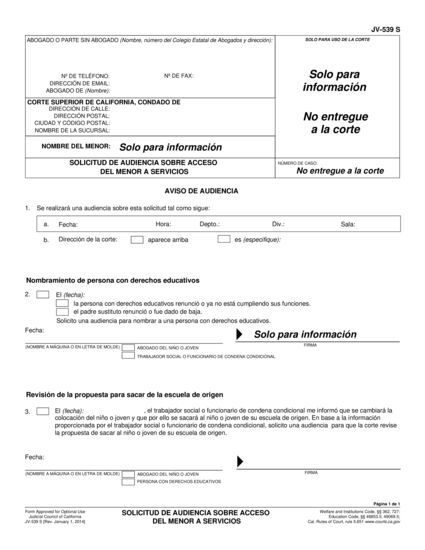 JV-539 S
ABOGADO O PARTE SIN ABOGADO (Nombre, número del Colegio Estatal de Abogados y dirección):
SOLO PARA USO DE LA CORTE
Nº DE TELÉFONO: Nº DE FAX:
DIRECCIÓN DE EMAIL:
ABOGADO DE (Nombre):
Solo para
información
No entregue
a la corte
CORTE SUPERIOR DE CALIFORNIA, CONDADO DE
DIRECCIÓN DE CALLE:
DIRECCIÓN POSTAL:
CIUDAD Y CÓDIGO POSTAL:
NOMBRE DE LA SUCURSAL:
NOMBRE DEL MENOR: Solo para información
SOLICITUD DE AUDIENCIA SOBRE ACCESO
DEL MENOR A SERVICIOS
NÚMERO DE CASO:
No entregue a la corte
AVISO DE AUDIENCIA
1. Se realizará una audiencia sobre esta solicitud tal como sigue:
a. Fecha: Hora: Depto.: Div.: Sala:
b. Dirección de la corte: aparece arriba es (especifique):
Nombramiento de persona con derechos educativos
2. El (fecha):
la persona con derechos educativos renunció o ya no está cumpliendo sus funciones.
el padre sustituto renunció o fue dado de baja.
Solicito una audiencia para nombrar a una persona con derechos educativos.
Fecha:
Solo para información
(NOMBRE A MÁQUINA O EN LETRA DE MOLDE) ABOGADO DEL NIÑO O JOVEN FIRMA
TRABAJADOR SOCIAL O FUNCIONARIO DE CONDENA CONDICIONAL
Revisión de la propuesta para sacar de la escuela de origen
3. El (fecha): , el trabajador social o funcionario de condena condicional me informó que se cambiará la
colocación del niño o joven y que por ello se sacará al niño o joven de su escuela de origen. En base a la información
proporcionada por el trabajador social o funcionario de condena condicional, solicito una audiencia para que la corte revise
la propuesta de sacar al niño o joven de su escuela de origen.
Fecha:
(NOMBRE A MÁQUINA O EN LETRA DE MOLDE) ABOGADO DEL NIÑO O JOVEN FIRMA
PERSONA CON DERECHOS EDUCATIVOS
Página 1 de 1
Form Approved for Optional Use
Judicial Council of California
JV-539 S [Rev. January 1, 2014]
SOLICITUD DE AUDIENCIA SOBRE ACCESO
DEL MENOR A SERVICIOS
Welfare and Institutions Code, §§ 362, 727;
Education Code, §§ 48853.5, 49069.5;
Cal. Rules of Court, rule 5.651 www.courts.ca.gov